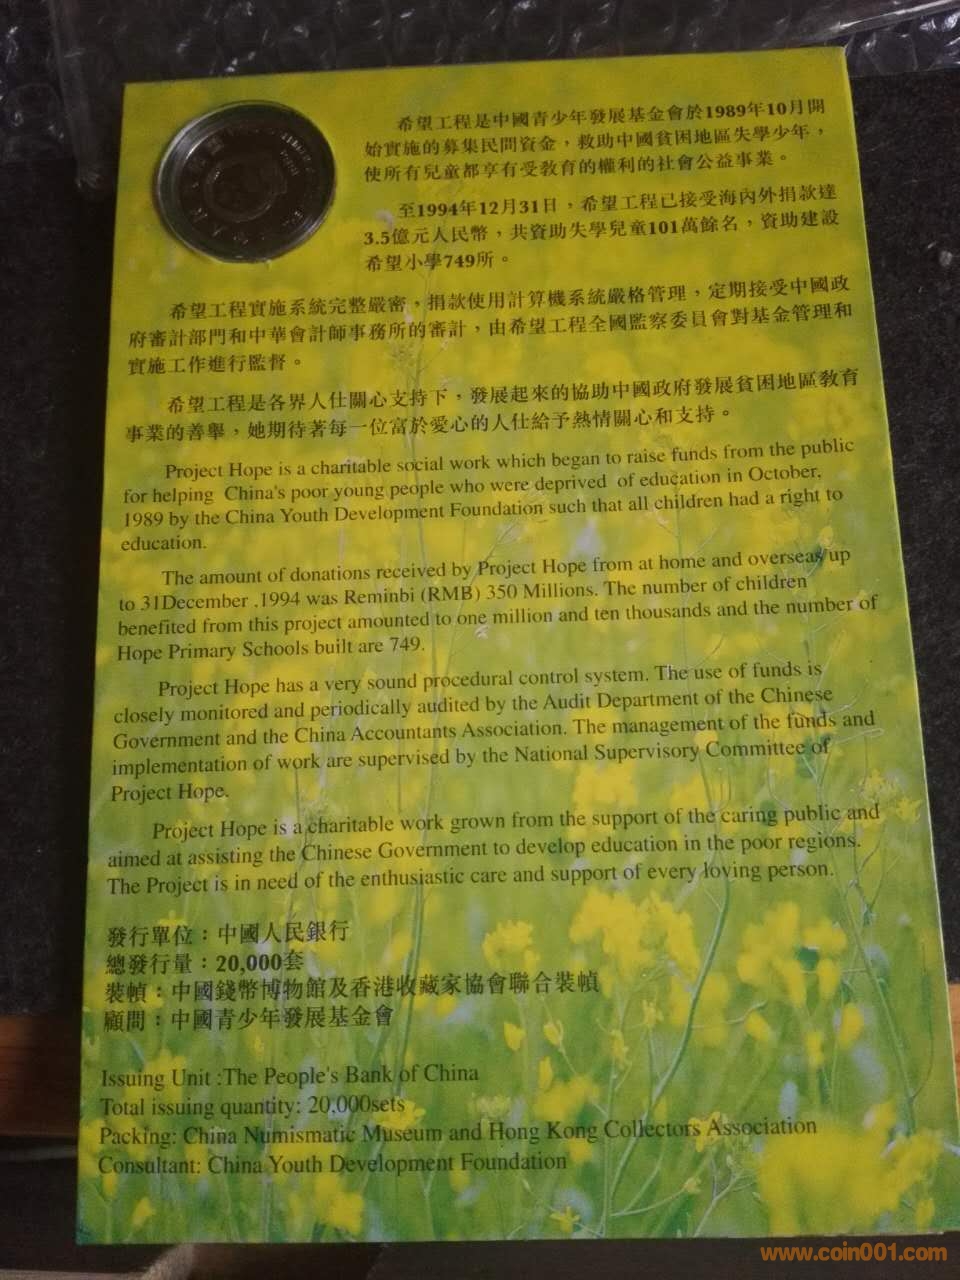 希望工程是中國青少年發展基金會於1989年10月開
始實施的募集民間資金，救助中國貧困地區失學少年，
使所有兒童都享有受教育的權利的社會公益事業。
至1994年12月31日，希望工程已接受海內外捐款達
3.5億元人民幣，共資助失學兒童101萬餘名，資助建設
希望小學749所。
希望工程實施系統完整嚴密，捐款使用計算機系統嚴格管理，定期接受中國政
府審計部門和中華會計師事務所的審計，由希望工程全國監察委員會對基金管理和
實施工作進行監督。
希望工程是各界人仕關心支持下，發展起來的協助中國政府發展貧困地區教育
事業的善舉，她期待著每一位富於愛心的人仕給予熱情關心和支持。
Project Hope is a charitable social work which began to raise funds from the public
for helping China's poor young people who were deprived of education in October,
1989 by the China Youth Development Foundation such that all children had a right to
education.
The amount of donations received by Project Hope from at home and overseas up
to 31December .1994 was Reminbi (RMB) 350 Millions. The number of children
benefited from this project amounted to one million and ten thousands and the number of
Hope Primary Schools built are 749.
Project Hope has a very sound procedural control system. The use of funds is
closely monitored and periodically audited by the Audit Department of the Chinese
Government and the China Accountants Association. The management of the funds and
implementation of work are supervised by the National Supervisory Committee of
Project Hope.
Project Hope is a charitable work grown from the support of the caring public and
aimed at assisting the Chinese Government to develop education in the poor regions.
The Project is in need of the enthusiastic care and support of every loving person.
發行單位：中國人民銀行
總發行量：20,000套
裝幀：中國錢幣博物館及香港收藏家協會聯合裝幀
顧問：中國青少年發展基金會
Issuing Unit :The People's Bank of China
Total issuing quantity: 20,000sets
Packing: China Numismatic Museum and Hong Kong Collectors Association
Consultant: China Youth Development Foundation
www.coin001.com